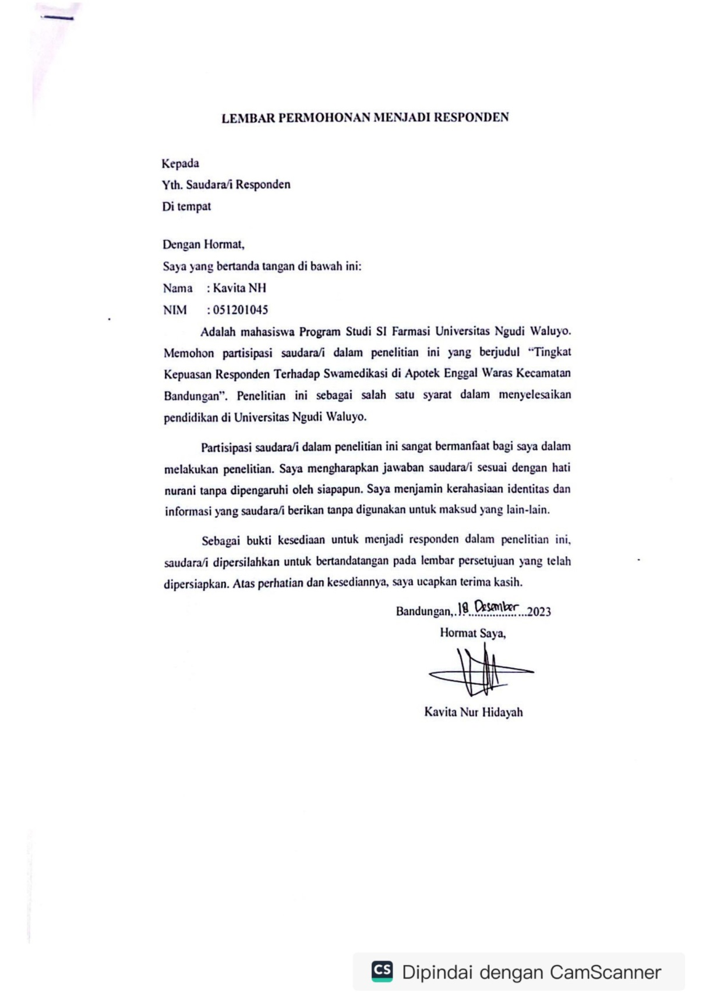 LEMBAR PERMOHONAN MENJADI RESPONDEN
Kepada
Yth. Saudara/i Responden
Di tempat
Dengan Hormat,
Saya yang bertanda tangan di bawah ini:
Nama : Kavita NH
NIM : 051201045
Adalah mahasiswa Program Studi SI Farmasi Universitas Ngudi Waluyo.
Memohon partisipasi saudara/i dalam penelitian ini yang berjudul “Tingkat
Kepuasan Responden Terhadap Swamedikasi di Apotek Enggal Waras Kecamatan
Bandungan”. Penelitian ini sebagai salah satu syarat dalam menyelesaikan
pendidikan di Universitas Ngudi Waluyo.
Partisipasi saudara/i dalam penelitian ini sangat bermanfaat bagi saya dalam
melakukan penelitian. Saya mengharapkan jawaban saudara/i sesuai dengan hati
nurani tanpa dipengaruhi oleh siapapun. Saya menjamin kerahasiaan identitas dan
informasi yang saudara/i berikan tanpa digunakan untuk maksud yang lain-lain.
Sebagai bukti kesediaan untuk menjadi responden dalam penelitian ini,
saudara/i dipersilahkan untuk bertandatangan pada lembar persetujuan yang telah
dipersiapkan. Atas perhatian dan kesediannya, saya ucapkan terima kasih.
Bandungan, 18 Desember 2023
Hormat Saya,
Kavita Nur Hidayah
CS Dipindai dengan CamScanner